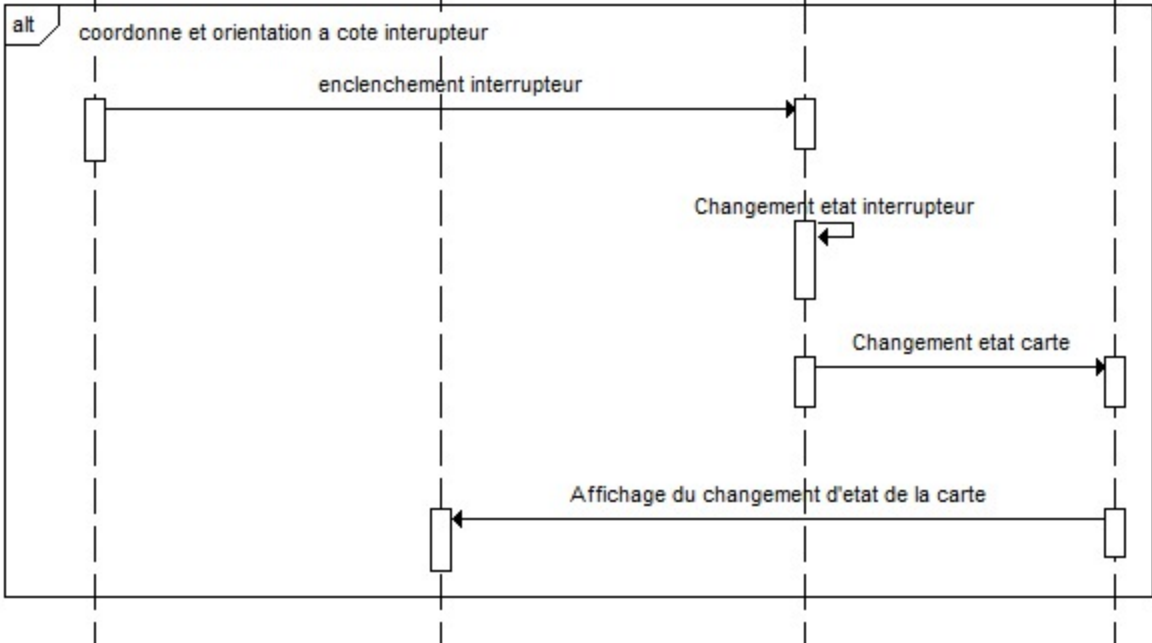 alt
coordonne et orientation a cote interupteur
enclenchement interrupteur
Changement etat interrupteur
Changement etat carte
Affichage du changement d'etat de la carte